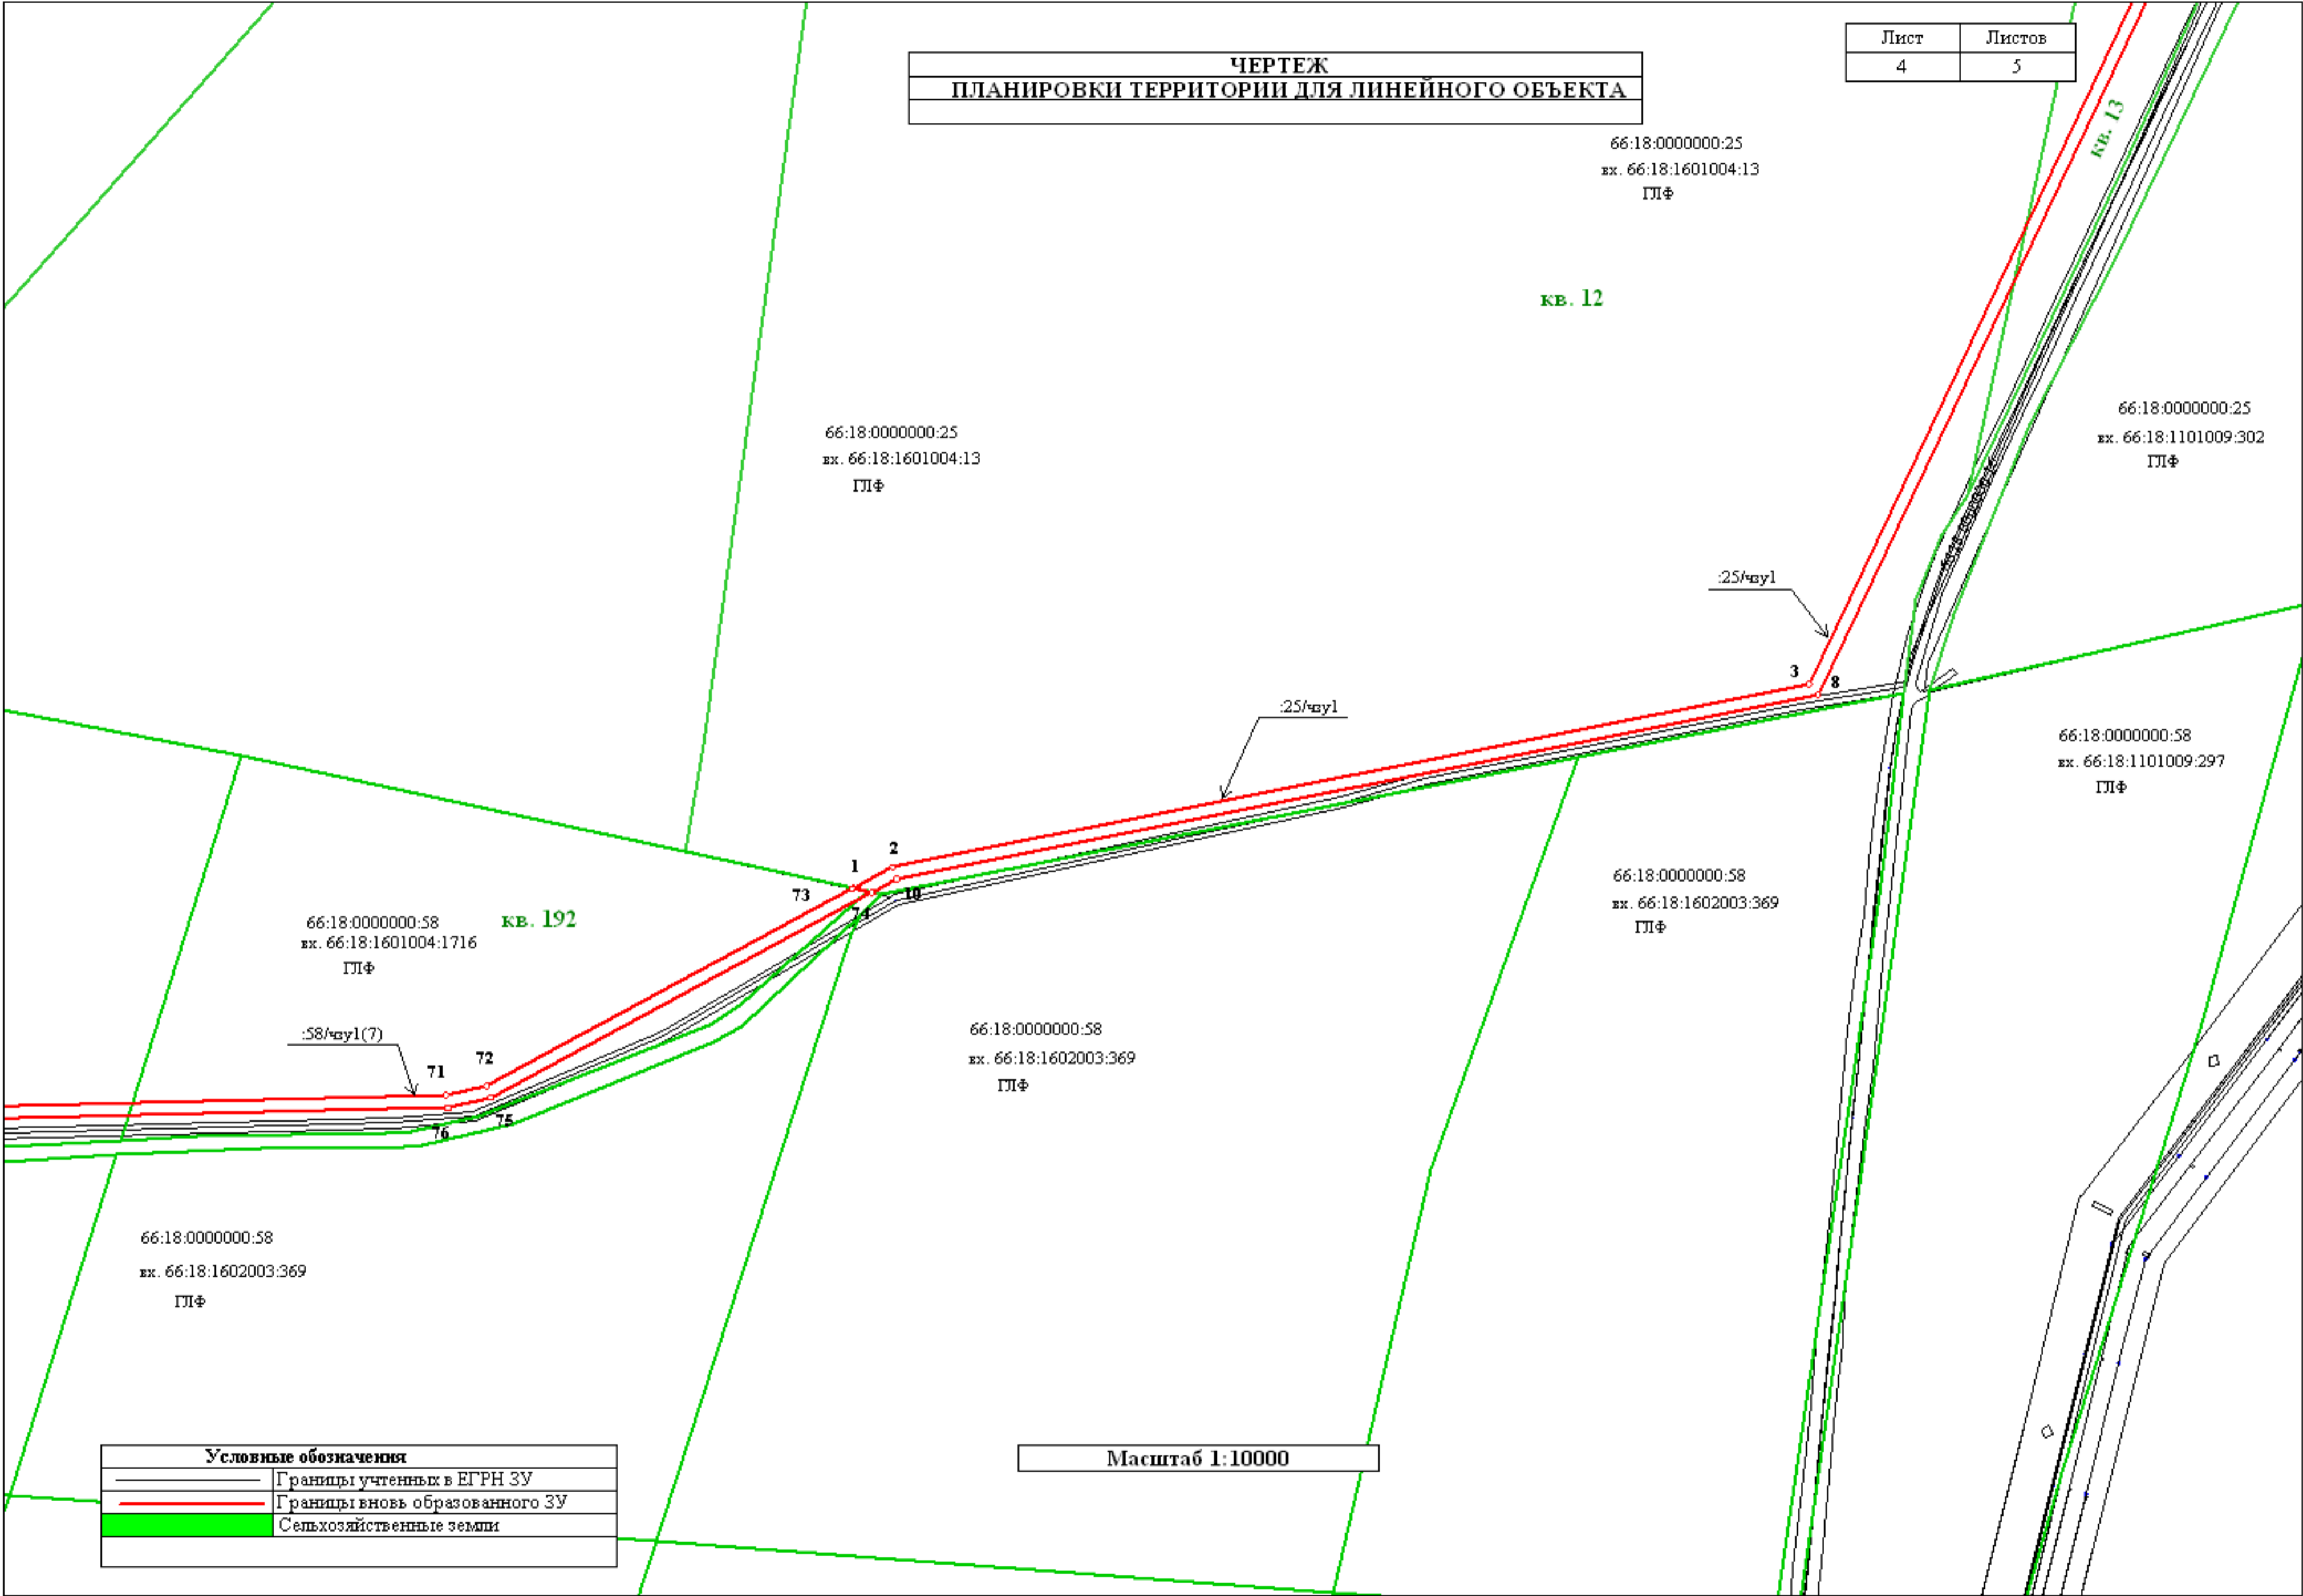 Лист Листов
4 5
ЧЕРТЕЖ
ПЛАНИРОВКИ ТЕРРИТОРИИ ДЛЯ ЛИНЕЙНОГО ОБЪЕКТА
кв. 13
66:18:0000000:25
вх. 66:18:1601004:13
ГЛФ
кв. 12
66:18:0000000:25
вх. 66:18:1101009:302
ГЛФ
66:18:0000000:25
вх. 66:18:1601004:13
ГЛФ
:25/чзу1
3
8
:25/чзу1
66:18:0000000:58
вх. 66:18:1101009:297
ГЛФ
2
1
73
10
74
66:18:0000000:58
вх. 66:18:1602003:369
ГЛФ
66:18:0000000:58
вх. 66:18:1601004:1716
ГЛФ
кв. 192
:58/чзу1(7)
72
71
75
76
66:18:0000000:58
вх. 66:18:1602003:369
ГЛФ
66:18:0000000:58
вх. 66:18:1602003:369
ГЛФ
Условные обозначения
Границы учтенных в ЕГРН ЗУ
Границы вновь образованного ЗУ
Сельхозяйственные земли
Масштаб 1:10000